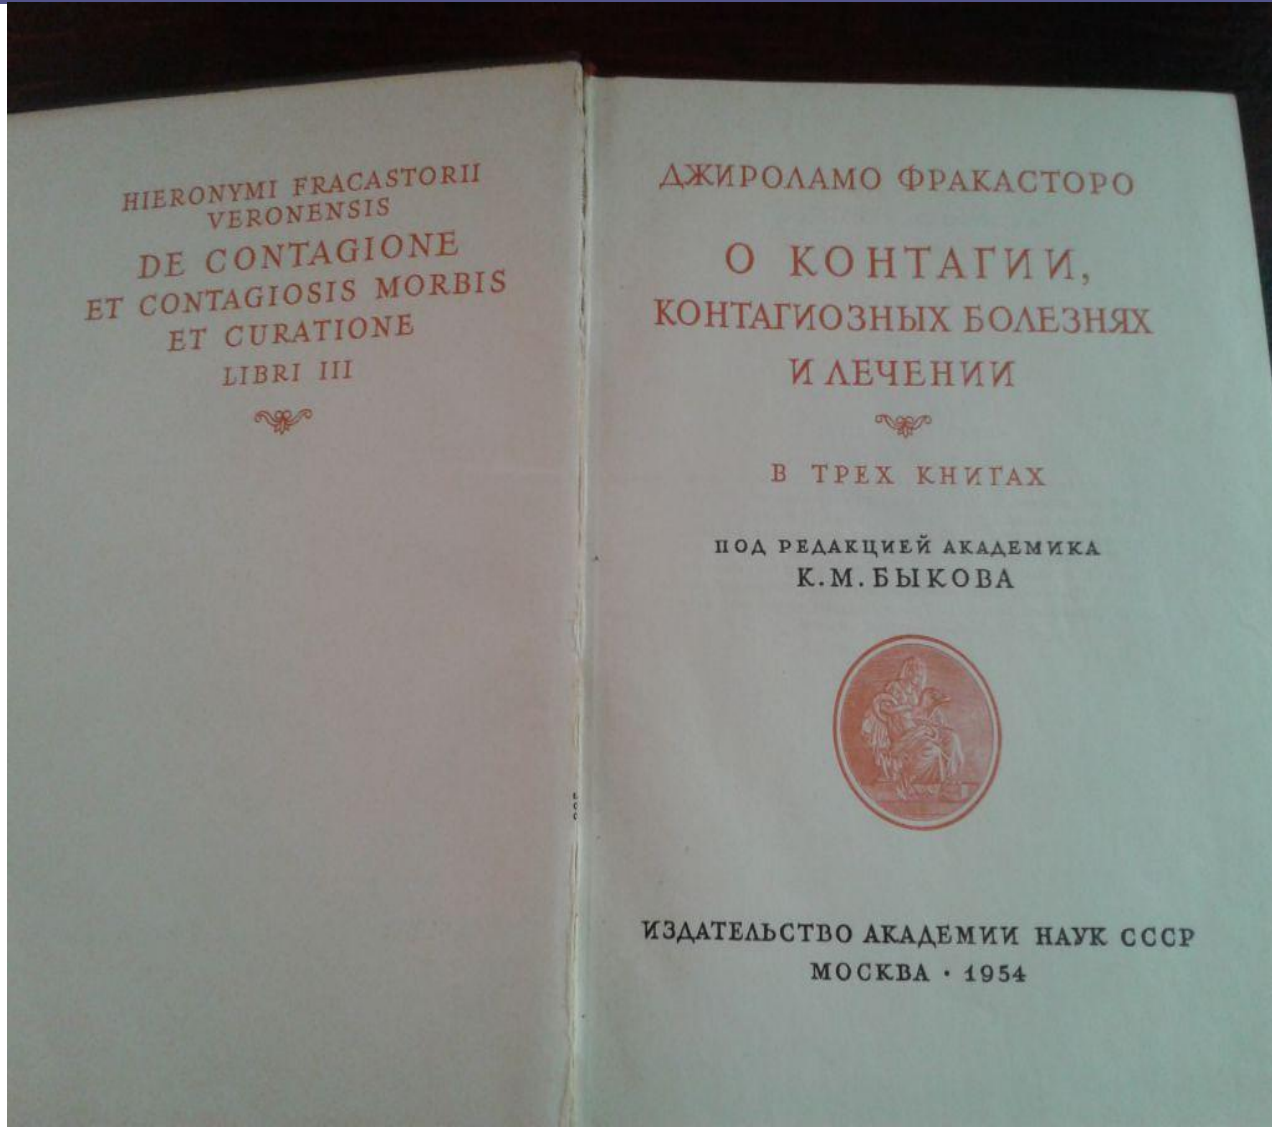 HIERONYMI FRACASTORII
VERONENSIS
DE CONTAGIONE
ET CONTAGIOSIS MORBIS
ET CURATIONE
LIBRI III
ДЖИРОЛАМО ФРАКАСТОРО
О КОНТАГИИ,
КОНТАГИОЗНЫХ БОЛЕЗНЯХ
И ЛЕЧЕНИИ
В ТРЕХ КНИГАХ
ПОД РЕДАКЦИЕЙ АКАДЕМИКА
К. М. БЫКОВА
ИЗДАТЕЛЬСТВО АКАДЕМИИ НАУК СССР
МОСКВА · 1954